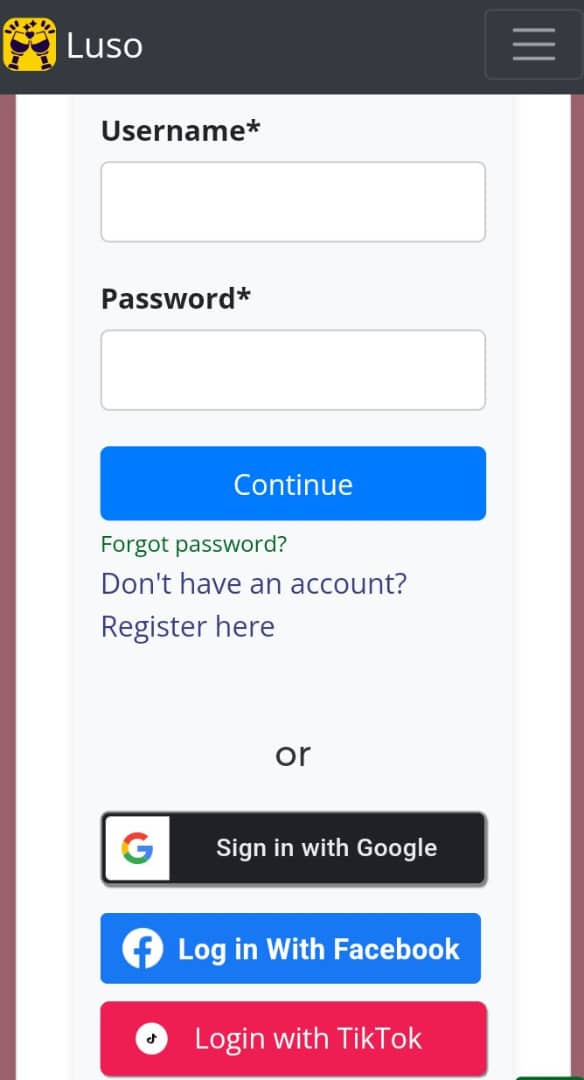 Luso
Username*
Password*
Continue
Forgot password?
Don't have an account?
Register here
or
Sign in with Google
Log in With Facebook
Login with TikTok